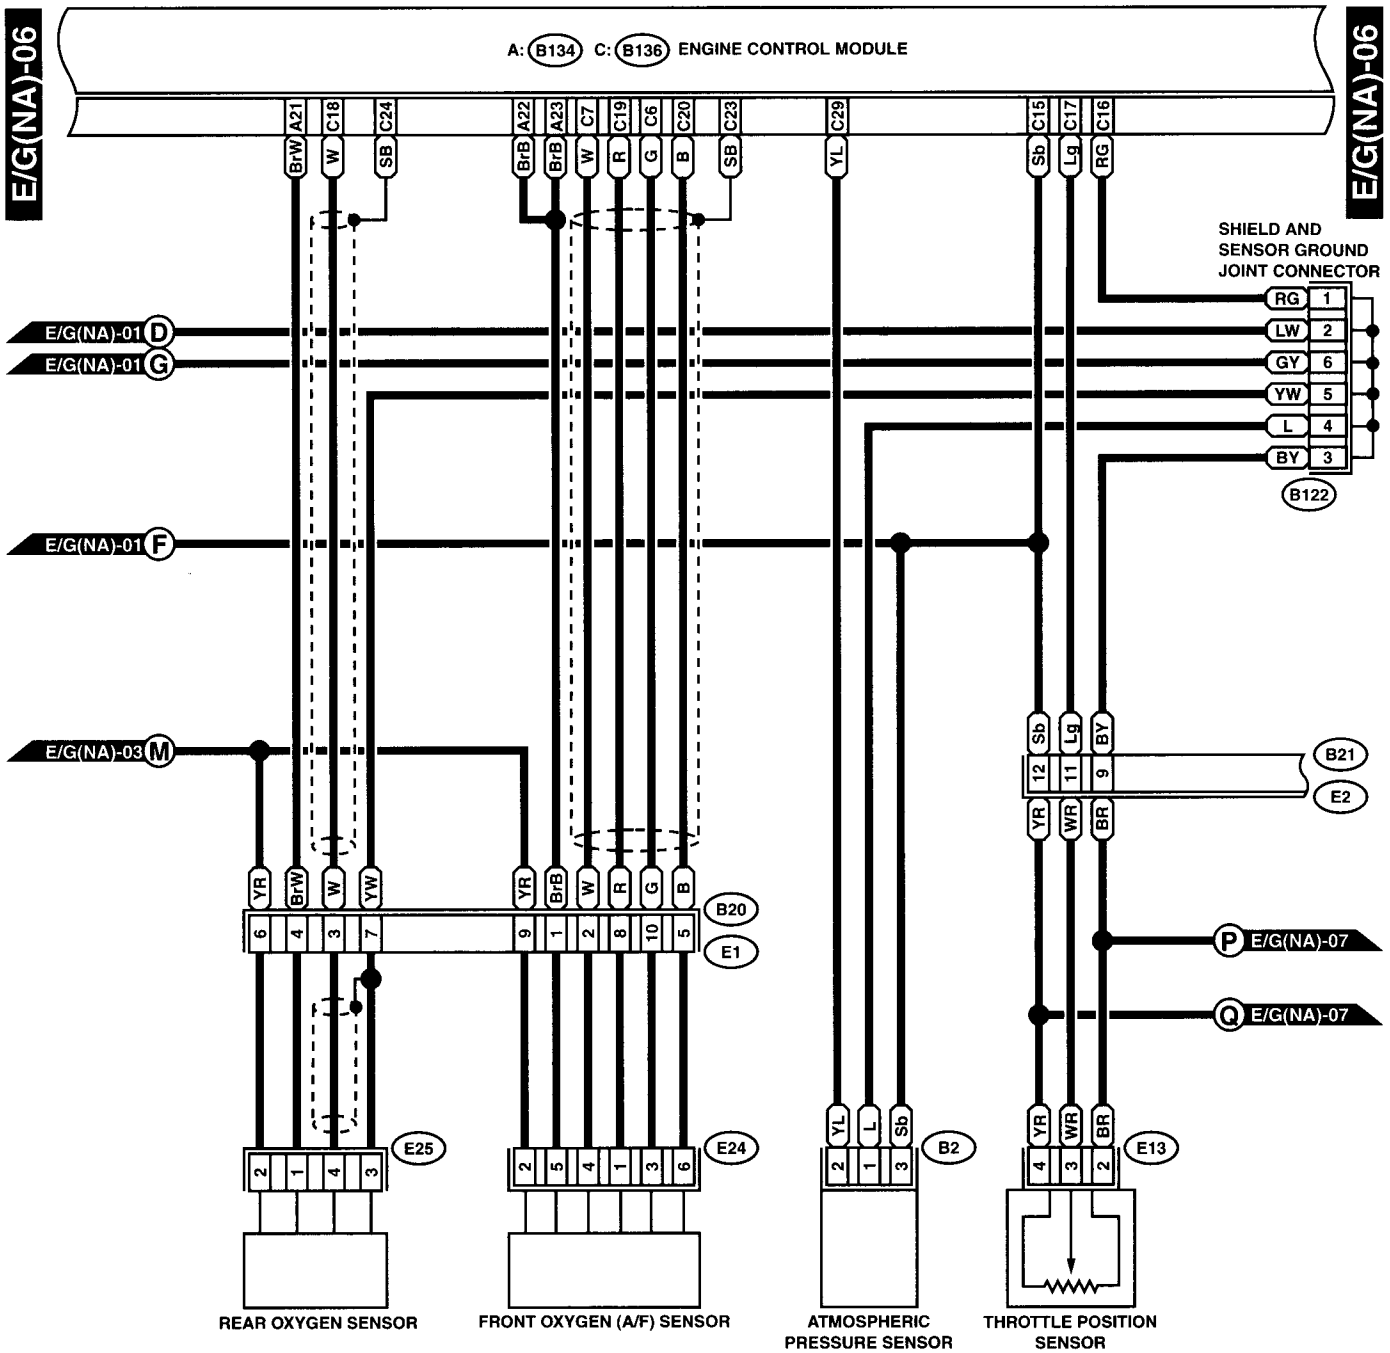 E/G(NA)-06
E/G(NA)-06
A: B134 C: B136 ENGINE CONTROL MODULE
A21 C18 C24 A22 A23 C7 C19 C6 C20 C23 C29 C15 C17 C16
BrW W SB BrB BrB W R G B SB YL Sb Lg RG
SHIELD AND
SENSOR GROUND
JOINT CONNECTOR
RG 1
E/G(NA)-01 D LW 2
E/G(NA)-01 G GY 6
YW 5
L 4
BY 3
B122
E/G(NA)-01 F
Sb Lg BY
E/G(NA)-03 M
B21
12 11 9
E2
YR WR BR
YR BrW W YW YR BrB W R G B
B20
6 4 3 7 9 1 2 8 10 5
E1
P E/G(NA)-07
Q E/G(NA)-07
YL L Sb YR WR BR
E25 E24 B2 E13
2 1 4 3 2 5 4 1 3 6 2 1 3 4 3 2
REAR OXYGEN SENSOR
FRONT OXYGEN (A/F) SENSOR
ATMOSPHERIC
PRESSURE SENSOR
THROTTLE POSITION
SENSOR